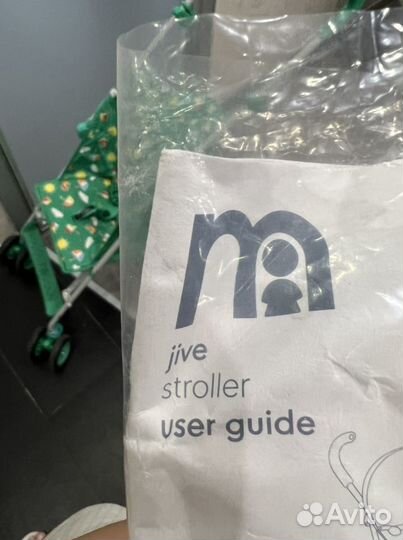 m
jive
stroller
user guide
Avito